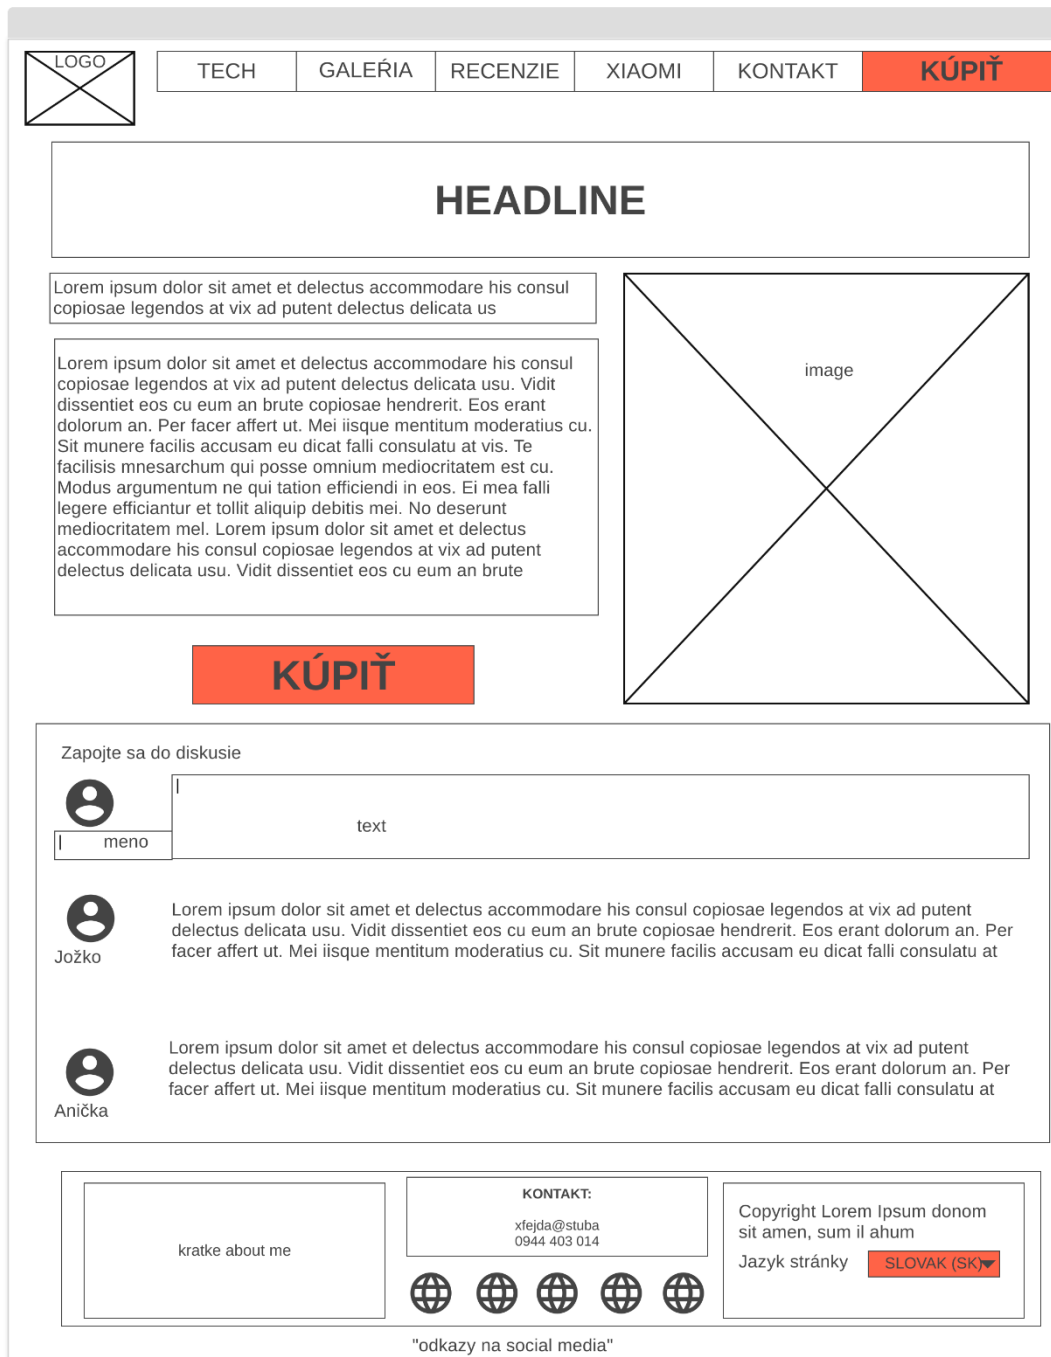 LOGO
TECH
GALEŔIA
RECENZIE
XIAOMI
KONTAKT
KÚPIŤ
HEADLINE
Lorem ipsum dolor sit amet et delectus accommodare his consul
copiosae legendos at vix ad putent delectus delicata us
Lorem ipsum dolor sit amet et delectus accommodare his consul
copiosae legendos at vix ad putent delectus delicata usu. Vidit
dissentiet eos cu eum an brute copiosae hendrerit. Eos erant
dolorum an. Per facer affert ut. Mei iisque mentitum moderatius cu.
Sit munere facilis accusam eu dicat falli consulatu at vis. Te
facilisis mnesarchum qui posse omnium mediocritatem est cu.
Modus argumentum ne qui tation efficiendi in eos. Ei mea falli
legere efficiantur et tollit aliquip debitis mei. No deserunt
mediocritatem mel. Lorem ipsum dolor sit amet et delectus
accommodare his consul copiosae legendos at vix ad putent
delectus delicata usu. Vidit dissentiet eos cu eum an brute
image
KÚPIŤ
Zapojte sa do diskusie
text
meno
Lorem ipsum dolor sit amet et delectus accommodare his consul copiosae legendos at vix ad putent
delectus delicata usu. Vidit dissentiet eos cu eum an brute copiosae hendrerit. Eos erant dolorum an. Per
facer affert ut. Mei iisque mentitum moderatius cu. Sit munere facilis accusam eu dicat falli consulatu at
Jožko
Lorem ipsum dolor sit amet et delectus accommodare his consul copiosae legendos at vix ad putent
delectus delicata usu. Vidit dissentiet eos cu eum an brute copiosae hendrerit. Eos erant dolorum an. Per
facer affert ut. Mei iisque mentitum moderatius cu. Sit munere facilis accusam eu dicat falli consulatu at
Anička
kratke about me
KONTAKT:
xfejda@stuba
0944 403 014
Copyright Lorem Ipsum donom
sit amen, sum il ahum
Jazyk stránky
SLOVAK (SK)
"odkazy na social media"